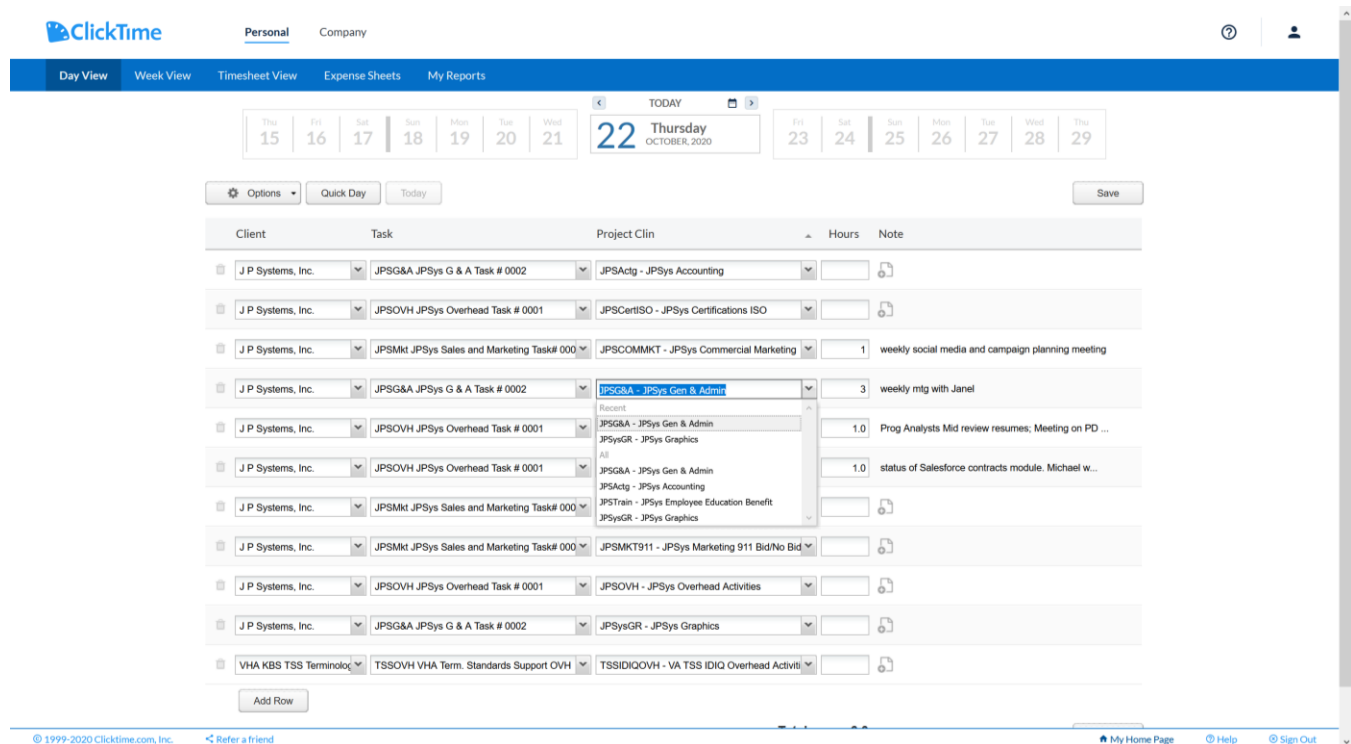 ClickTime Personal Company
Day View Week View Timesheet View Expense Sheets My Reports
TODAY
Thu 15 Fri 16 Sat 17 Sun 18 Mon 19 Tue 20 Wed 21
22 Thursday
OCTOBER, 2020
Fri 23 Sat 24 Sun 25 Mon 26 Tue 27 Wed 28 Thu 29
Options Quick Day Today Save
Client Task Project Clin Hours Note
J P Systems, Inc. JPSG&A JPSys G & A Task # 0002 JPSActg - JPSys Accounting
J P Systems, Inc. JPSOVH JPSys Overhead Task # 0001 JPSCertISO - JPSys Certifications ISO
J P Systems, Inc. JPSMkt JPSys Sales and Marketing Task# 000 JPSCOMMKT - JPSys Commercial Marketing 1 weekly social media and campaign planning meeting
J P Systems, Inc. JPSG&A JPSys G & A Task # 0002 JPSG&A - JPSys Gen & Admin 3 weekly mtg with Janel
Recent
JPSG&A - JPSys Gen & Admin
J P Systems, Inc. JPSOVH JPSys Overhead Task # 0001 1.0 Prog Analysts Mid review resumes; Meeting on PD ...
JPSysGR - JPSys Graphics
All
J P Systems, Inc. JPSOVH JPSys Overhead Task # 0001 1.0 status of Salesforce contracts module. Michael w...
JPSG&A - JPSys Gen & Admin
JPSActg - JPSys Accounting
JPSTrain - JPSys Employee Education Benefit
J P Systems, Inc. JPSMkt JPSys Sales and Marketing Task# 000
JPSysGR - JPSys Graphics
J P Systems, Inc. JPSMkt JPSys Sales and Marketing Task# 000 JPSMKT911 - JPSys Marketing 911 Bid/No Bid
J P Systems, Inc. JPSOVH JPSys Overhead Task # 0001 JPSOVH - JPSys Overhead Activities
J P Systems, Inc. JPSG&A JPSys G & A Task # 0002 JPSysGR - JPSys Graphics
VHA KBS TSS Terminolog TSSOVH VHA Term. Standards Support OVH TSSIDIQOVH - VA TSS IDIQ Overhead Activiti
Add Row
© 1999-2020 Clicktime.com, Inc. Refer a friend My Home Page Help Sign Out